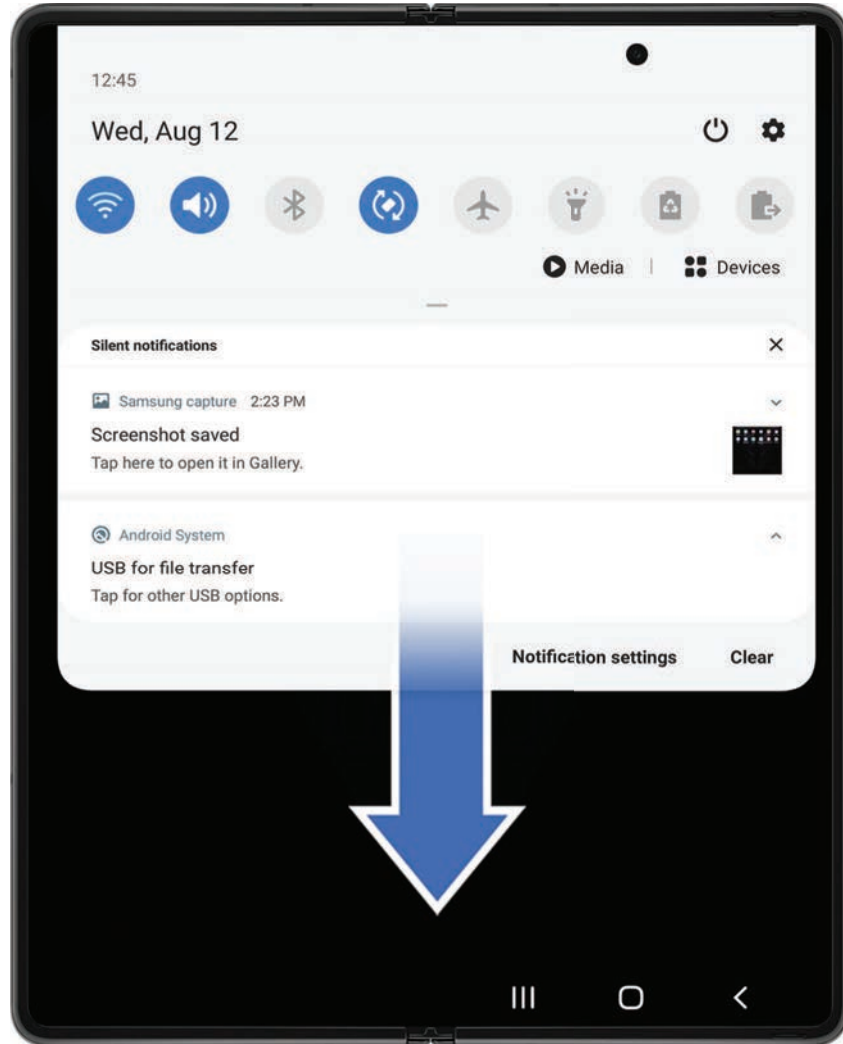 12:45
Wed, Aug 12
Media
Devices
Silent notifications
Samsung capture 2:23 PM
Screenshot saved
Tap here to open it in Gallery.
Android System
USB for file transfer
Tap for other USB options.
Notification settings Clear